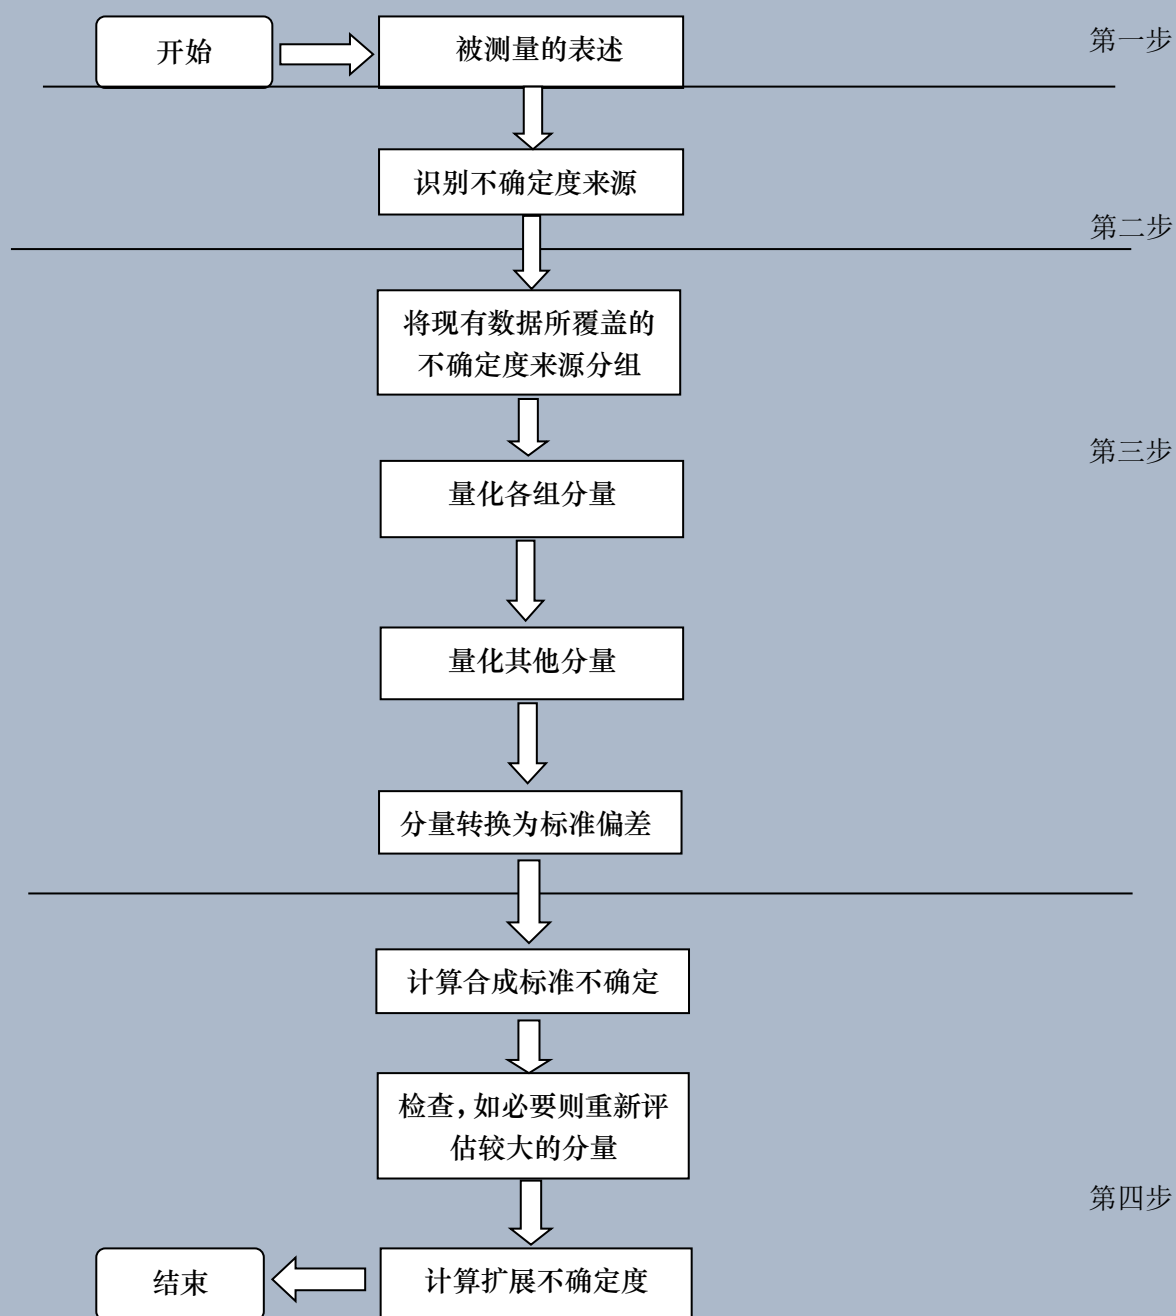 开始
被测量的表述
第一步
识别不确定度来源
第二步
将现有数据所覆盖的
不确定度来源分组
第三步
量化各组分量
量化其他分量
分量转换为标准偏差
计算合成标准不确定
检查,如必要则重新评
估较大的分量
第四步
结束
计算扩展不确定度